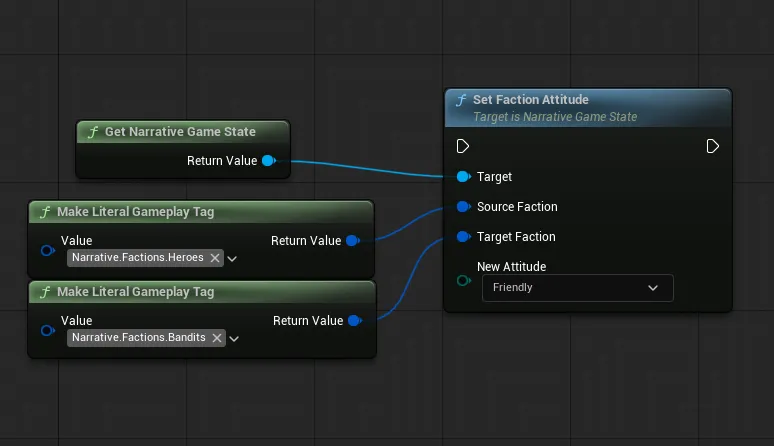 Get Narrative Game State
Return Value
Make Literal Gameplay Tag
Value
Return Value
Narrative.Factions.Heroes
Make Literal Gameplay Tag
Value
Return Value
Narrative.Factions.Bandits
Set Faction Attitude
Target is Narrative Game State
Target
Source Faction
Target Faction
New Attitude
Friendly